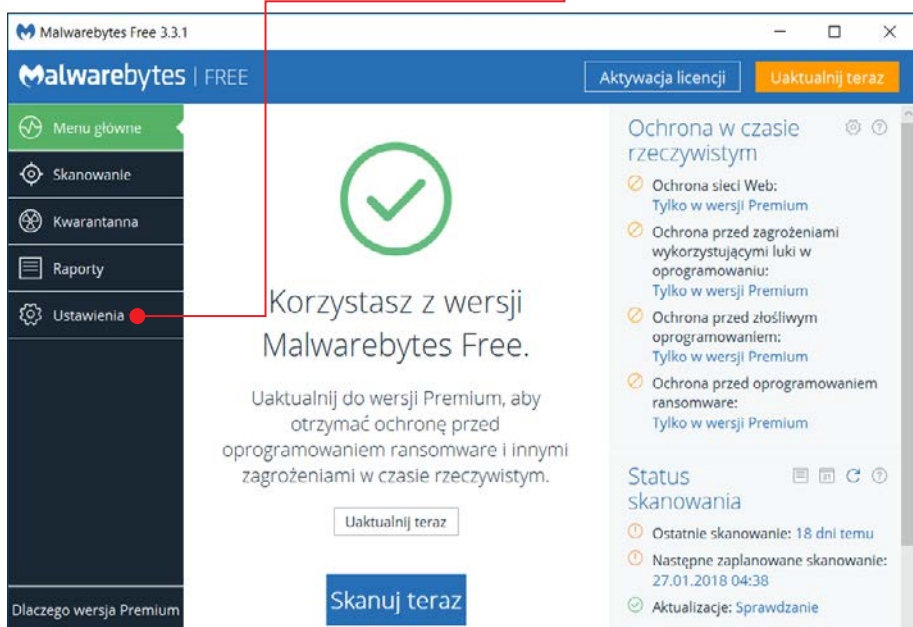 Malwarebytes Free 3.3.1
Malwarebytes | FREE
Aktywacja licencji
Uaktualnij teraz
Menu główne
Skanowanie
Kwarantanna
Raporty
Ustawienia
Dlaczego wersja Premium
Korzystasz z wersji
Malwarebytes Free.
Uaktualnij do wersji Premium, aby
otrzymać ochronę przed
oprogramowaniem ransomware i innymi
zagrożeniami w czasie rzeczywistym.
Uaktualnij teraz
Skanuj teraz
Ochrona w czasie
rzeczywistym
Ochrona sieci Web:
Tylko w wersji Premium
Ochrona przed zagrożeniami
wykorzystującymi luki w
oprogramowaniu:
Tylko w wersji Premium
Ochrona przed złośliwym
oprogramowaniem:
Tylko w wersji Premium
Ochrona przed oprogramowaniem
ransomware:
Tylko w wersji Premium
Status
skanowania
31
Ostatnie skanowanie: 18 dni temu
Następne zaplanowane skanowanie:
27.01.2018 04:38
Aktualizacje: Sprawdzanie